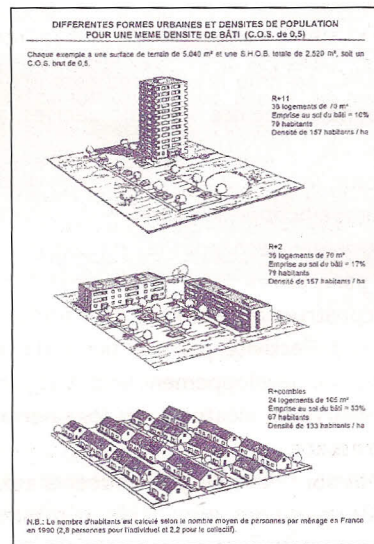 DIFFERENTES FORMES URBAINES ET DENSITES DE POPULATION
POUR UNE MEME DENSITE DE BÂTI (C.O.S. de 0,5)
Chaque exemple a une surface de terrain de 5.040 m² et une S.H.O.B. totale de 2.520 m², soit un
C.O.S. brut de 0,5.
R+11
36 logements de 70 m²
Emprise au sol du bâti = 10%
79 habitants
Densité de 157 habitants / ha
R+2
36 logements de 70 m²
Emprise au sol du bâti = 17%
79 habitants
Densité de 157 habitants / ha
R+combles
24 logements de 105 m²
Emprise au sol du bâti = 33%
67 habitants
Densité de 133 habitants / ha
N.B.: Le nombre d'habitants est calculé selon le nombre moyen de personnes par ménage en France
en 1990 (2,8 personnes pour l'individuel et 2,2 pour le collectif).